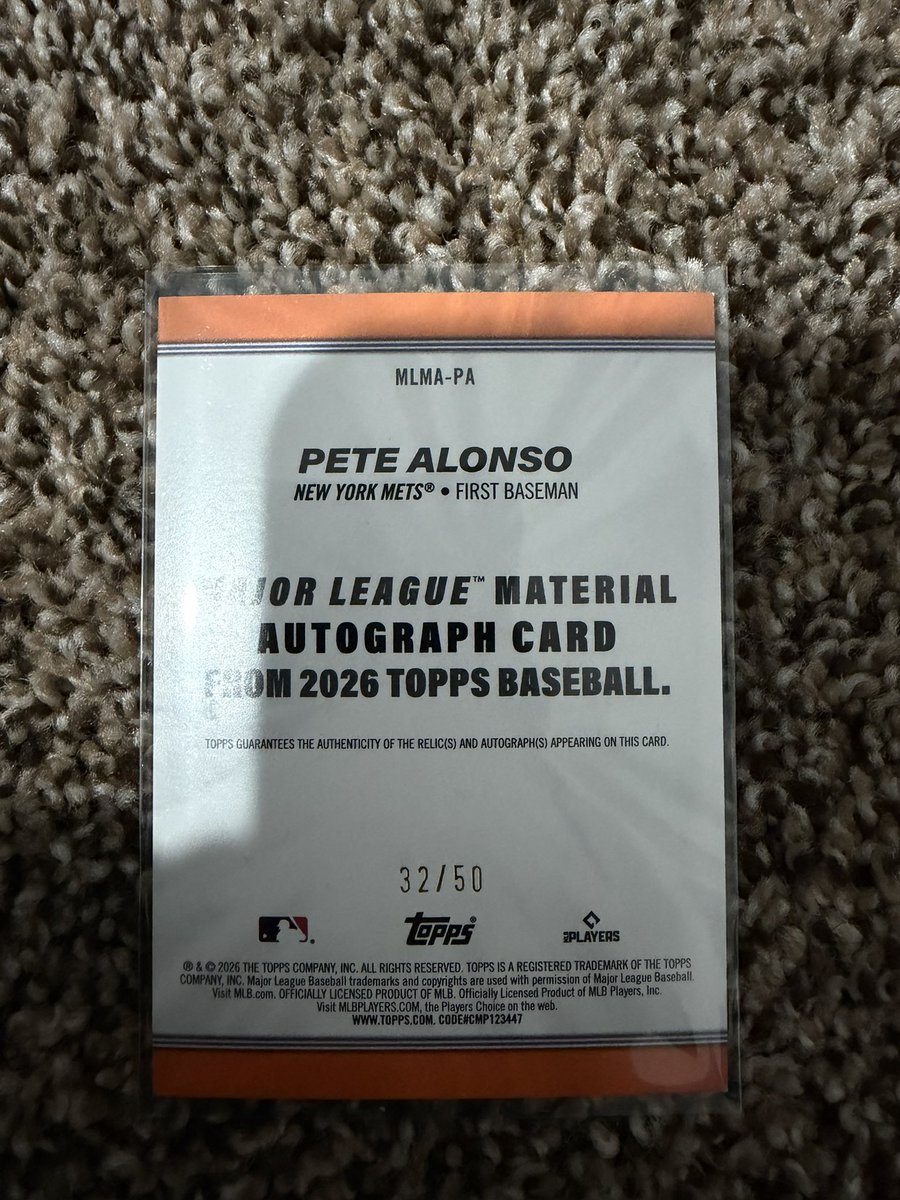 MLMA-PA
PETE ALONSO
NEW YORK METS® • FIRST BASEMAN
MAJOR LEAGUE™ MATERIAL
AUTOGRAPH CARD
FROM 2026 TOPPS BASEBALL.
TOPPS GUARANTEES THE AUTHENTICITY OF THE RELIC(S) AND AUTOGRAPH(S) APPEARING ON THIS CARD.
32/50
topps®
MLB PLAYERS
® & © 2026 THE TOPPS COMPANY, INC. ALL RIGHTS RESERVED. TOPPS IS A REGISTERED TRADEMARK OF THE TOPPS
COMPANY, INC. Major League Baseball trademarks and copyrights are used with permission of Major League Baseball.
Visit MLB.com. OFFICIALLY LICENSED PRODUCT OF MLB. Officially Licensed Product of MLB Players, Inc.
Visit MLBPLAYERS.COM, the Players Choice on the web.
WWW.TOPPS.COM. CODE#CMP123447